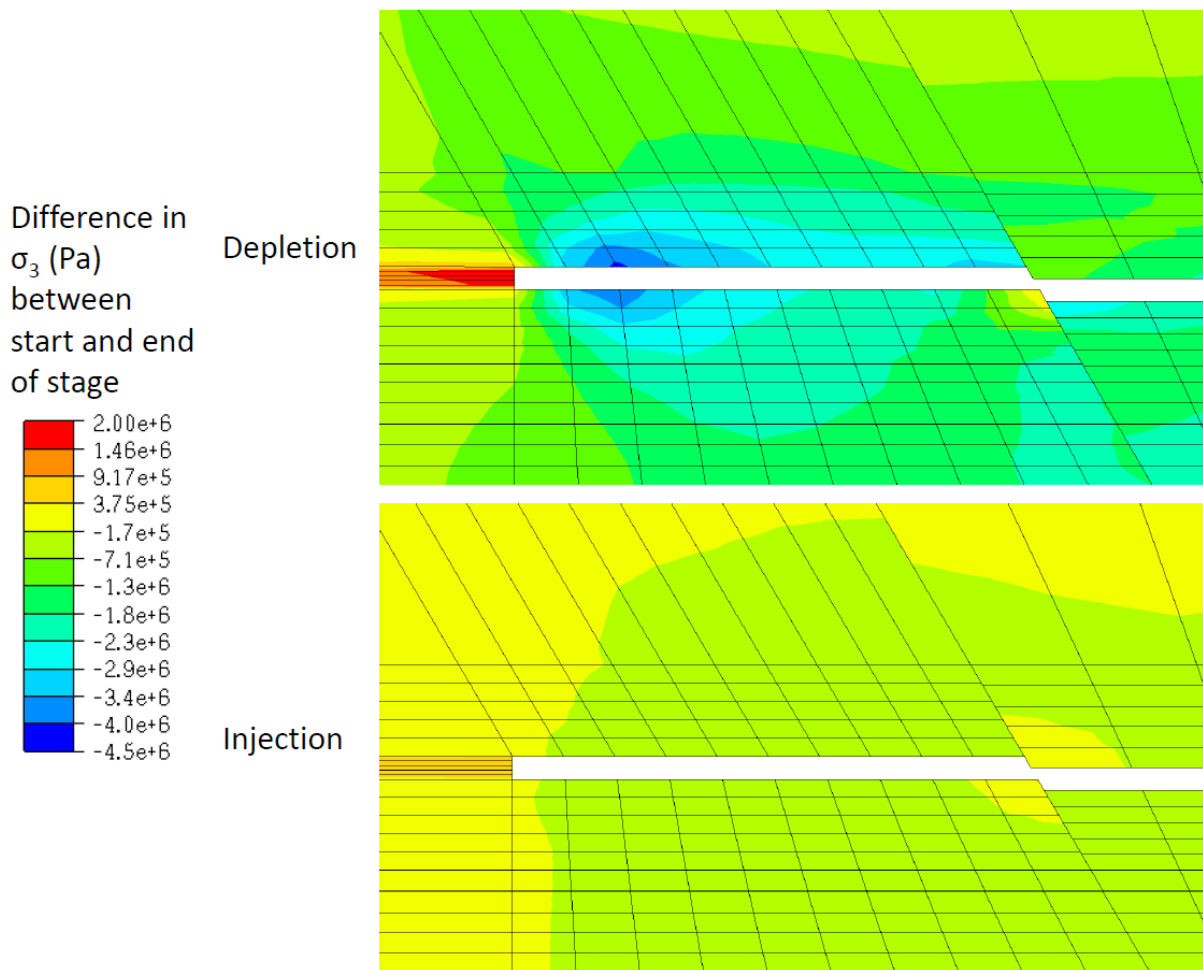 Difference in
σ₃ (Pa)
between
start and end
of stage
Depletion
2.00e+6
1.46e+6
9.17e+5
3.75e+5
-1.7e+5
-7.1e+5
-1.3e+6
-1.8e+6
-2.3e+6
-2.9e+6
-3.4e+6
-4.0e+6
-4.5e+6
Injection